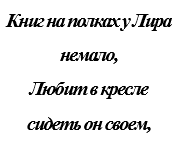 Книг на полках у Лира
немало,
Любит в кресле
сидеть он своем,